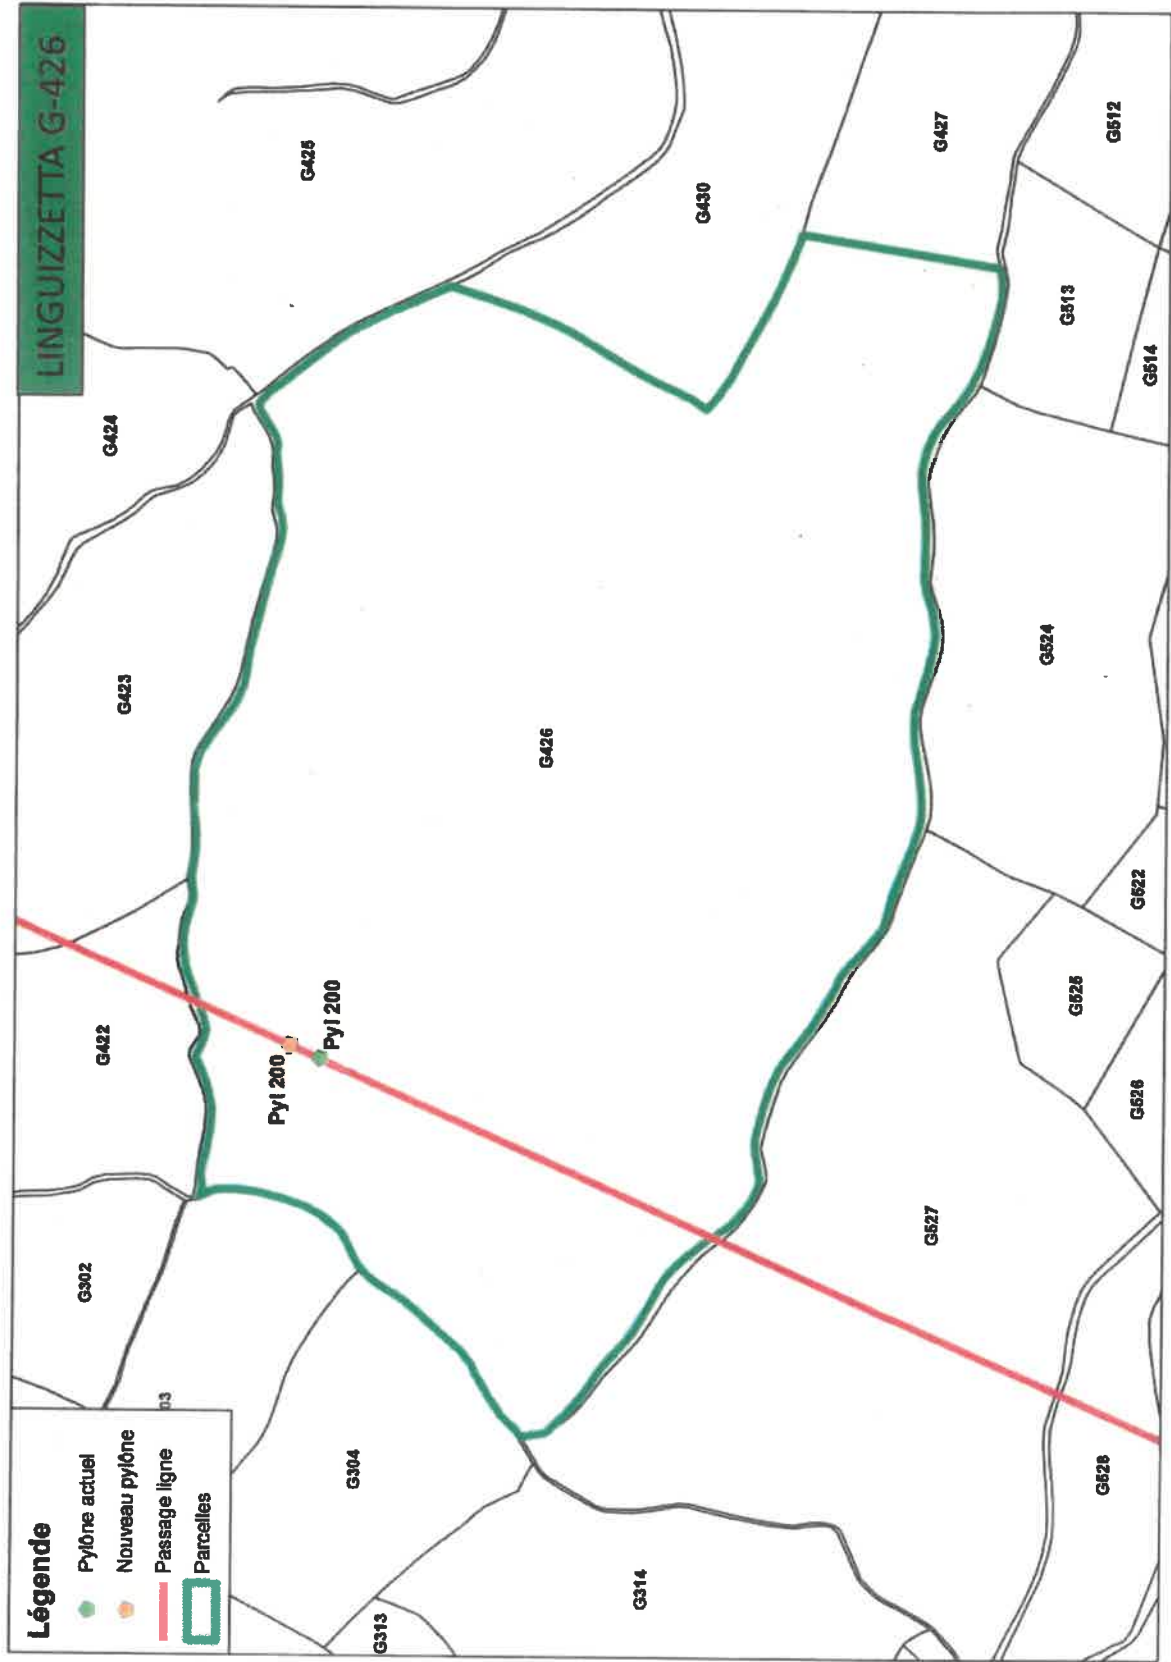 LINGUIZZETTA G-426
Légende
Pylône actuel
Nouveau pylône
Passage ligne
Parcelles
03
G302
G422
G423
G424
G425
Pyl 200
Pyl 200
G304
G313
G314
G426
G430
G427
G512
G513
G514
G524
G522
G525
G526
G527
G528